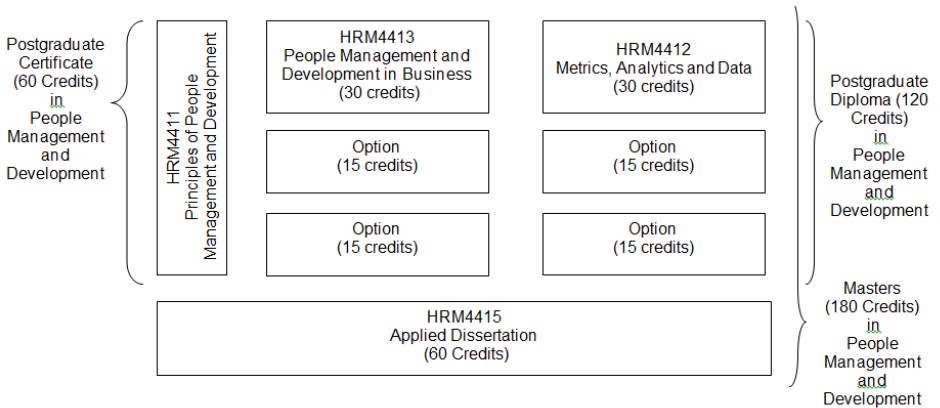 Postgraduate
Certificate
(60 Credits)
in
People
Management
and
Development
HRM4411
Principles of People
Management and Development
HRM4413
People Management and
Development in Business
(30 credits)
HRM4412
Metrics, Analytics and Data
(30 credits)
Option
(15 credits)
Option
(15 credits)
Option
(15 credits)
Option
(15 credits)
Postgraduate
Diploma (120
Credits)
in
People
Management
and
Development
HRM4415
Applied Dissertation
(60 Credits)
Masters
(180 Credits)
in
People
Management
and
Development